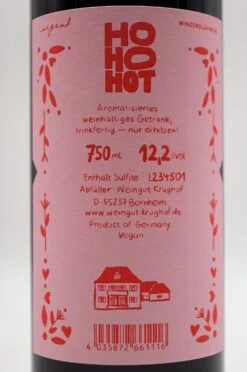 HO
HO
HOT
Aromatisiertes
weinhaltiges Getränk,
trinkfertig — nur erhitzen!
750 ml 12,2 %vol
Enthält Sulfite · L234501
Abfüller: Weingut Krughof
D-55237 Bornheim
www.weingut-krughof.de
Product of Germany
Vegan
4 035872 661116